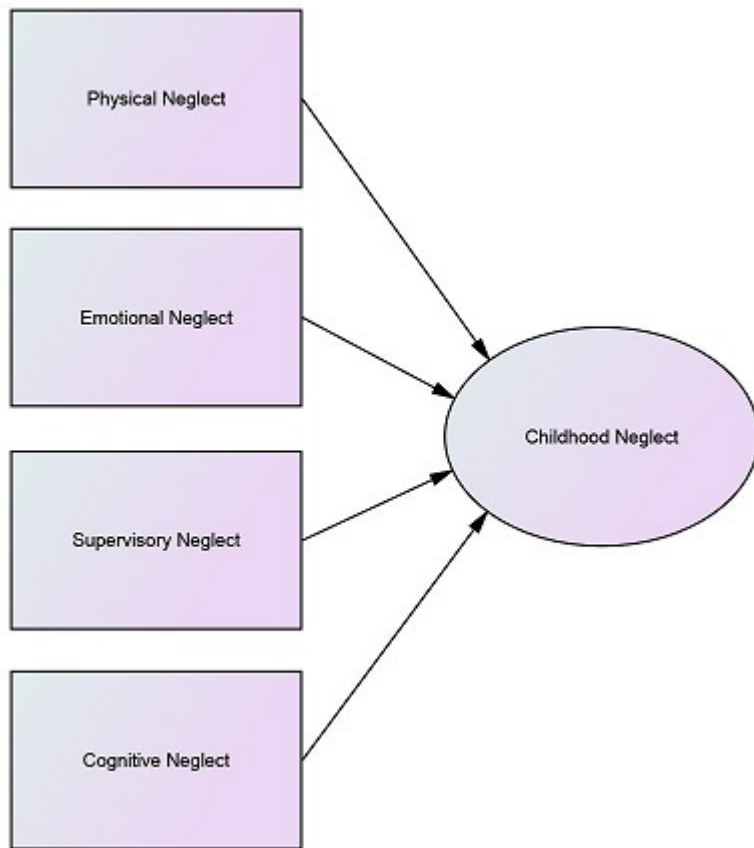 Physical Neglect
Emotional Neglect
Childhood Neglect
Supervisory Neglect
Cognitive Neglect